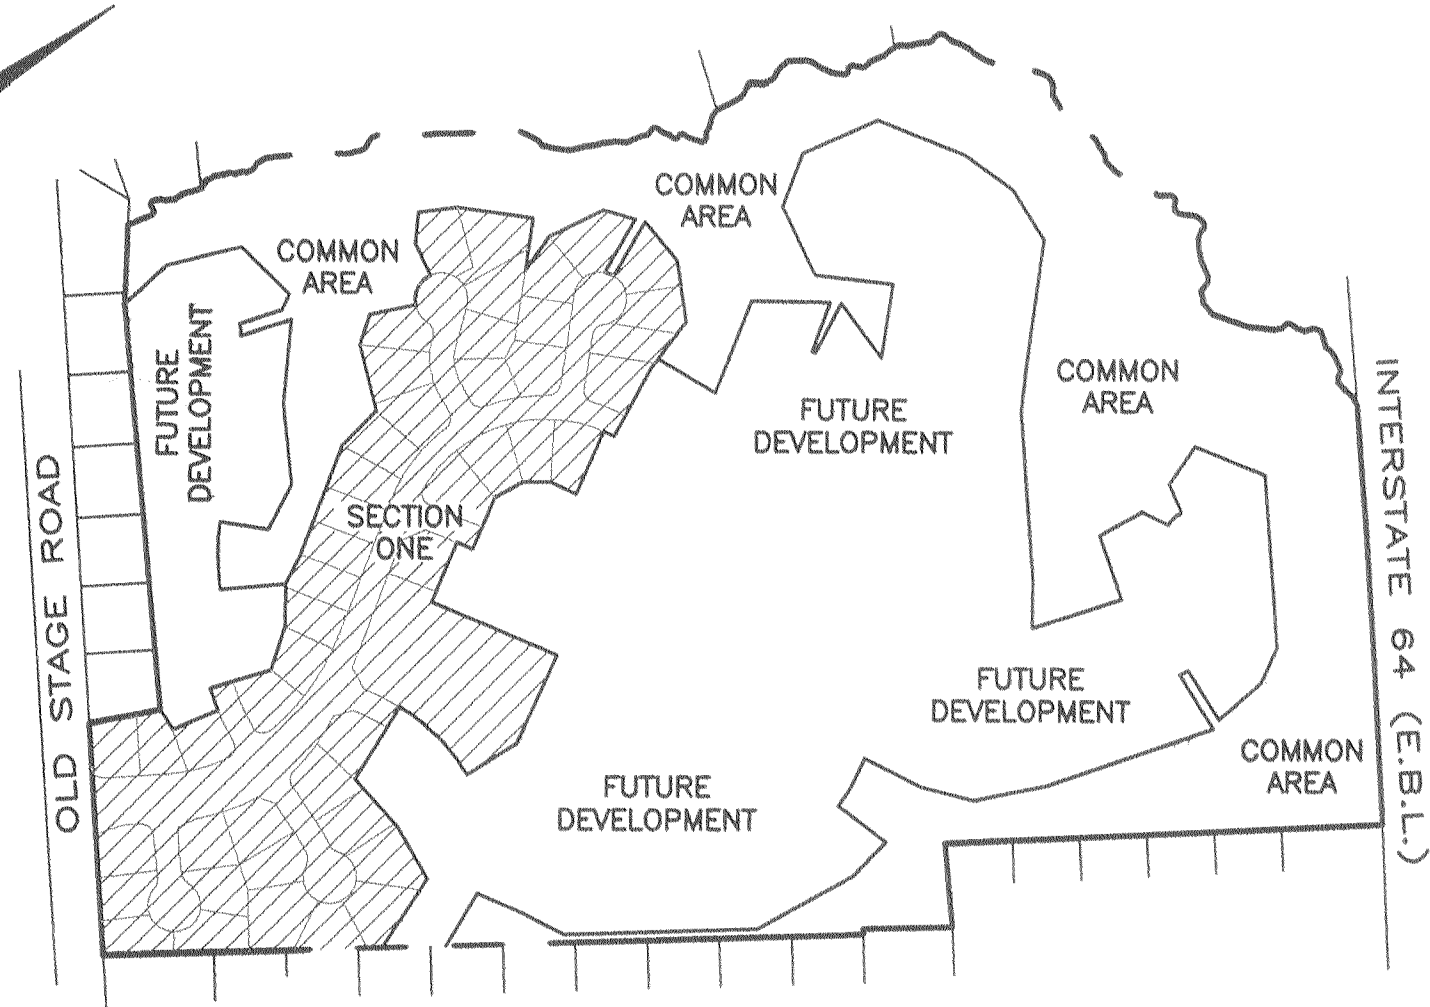 COMMON
AREA
COMMON
AREA
FUTURE
DEVELOPMENT
COMMON
AREA
FUTURE
DEVELOPMENT
SECTION
ONE
OLD STAGE ROAD
INTERSTATE 64 (E.B.L.)
FUTURE
DEVELOPMENT
COMMON
AREA
FUTURE
DEVELOPMENT